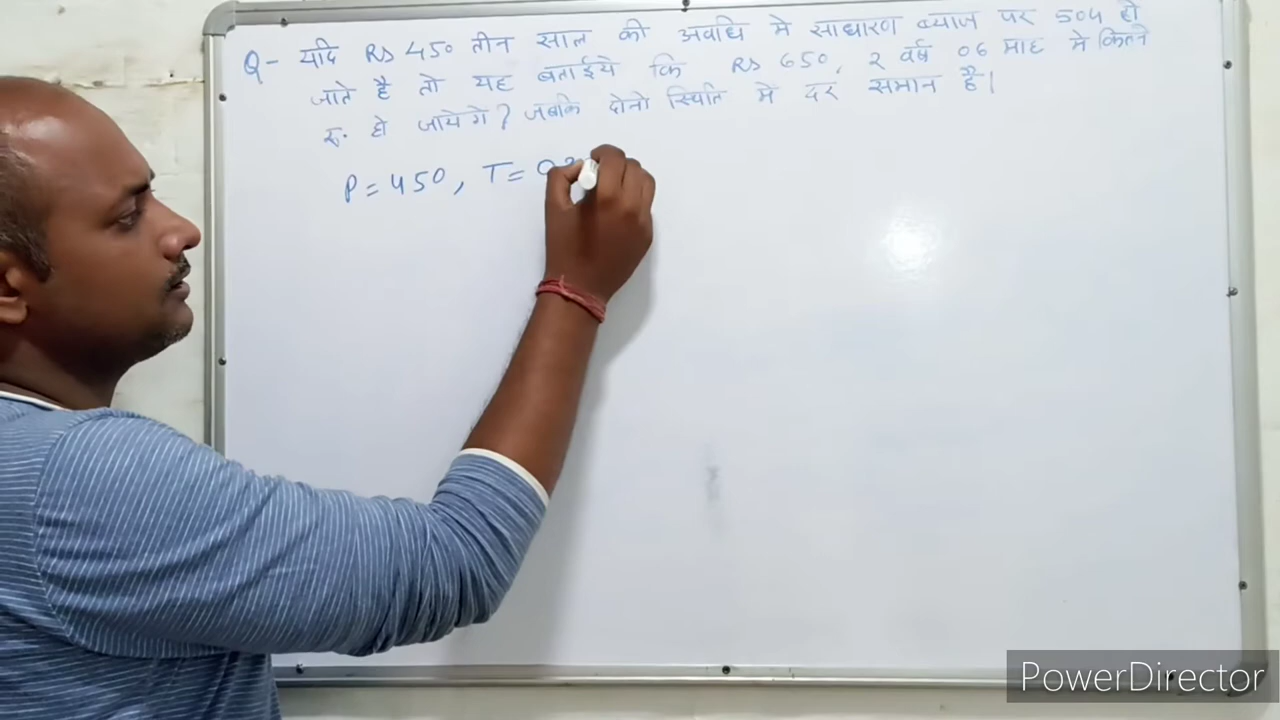 Q- यदि Rs 450 तीन साल की अवधि मे साधारण ब्याज पर 504 हो
जाते है तो यह बताईये कि Rs 650, 2 वर्ष 06 माह मे कितने
रु. हो जायेगे? जबकि दोनो स्थिति मे दर समान है।
P = 450, T = 03
PowerDirector